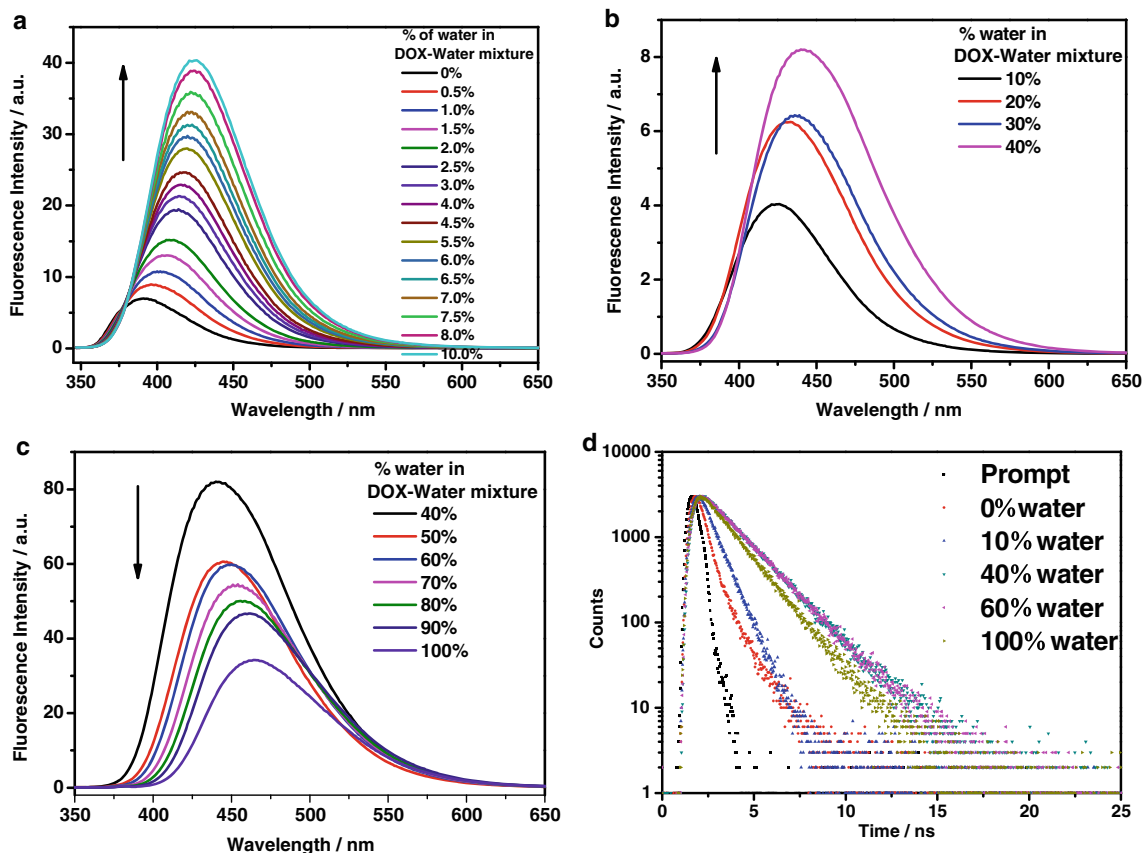 a
% of water in
DOX-Water mixture
0%
0.5%
1.0%
1.5%
2.0%
2.5%
3.0%
4.0%
4.5%
5.5%
6.0%
6.5%
7.0%
7.5%
8.0%
10.0%
Fluorescence Intensity / a.u.
40
30
20
10
0
350 400 450 500 550 600 650
Wavelength / nm
b
% water in
DOX-Water mixture
10%
20%
30%
40%
Fluorescence Intensity / a.u.
8
6
4
2
0
350 400 450 500 550 600 650
Wavelength / nm
c
% water in
DOX-Water mixture
40%
50%
60%
70%
80%
90%
100%
Fluorescence Intensity / a.u.
80
60
40
20
0
350 400 450 500 550 600 650
Wavelength / nm
d
Prompt
0% water
10% water
40% water
60% water
100% water
Counts
10000
1000
100
10
1
0 5 10 15 20 25
Time / ns